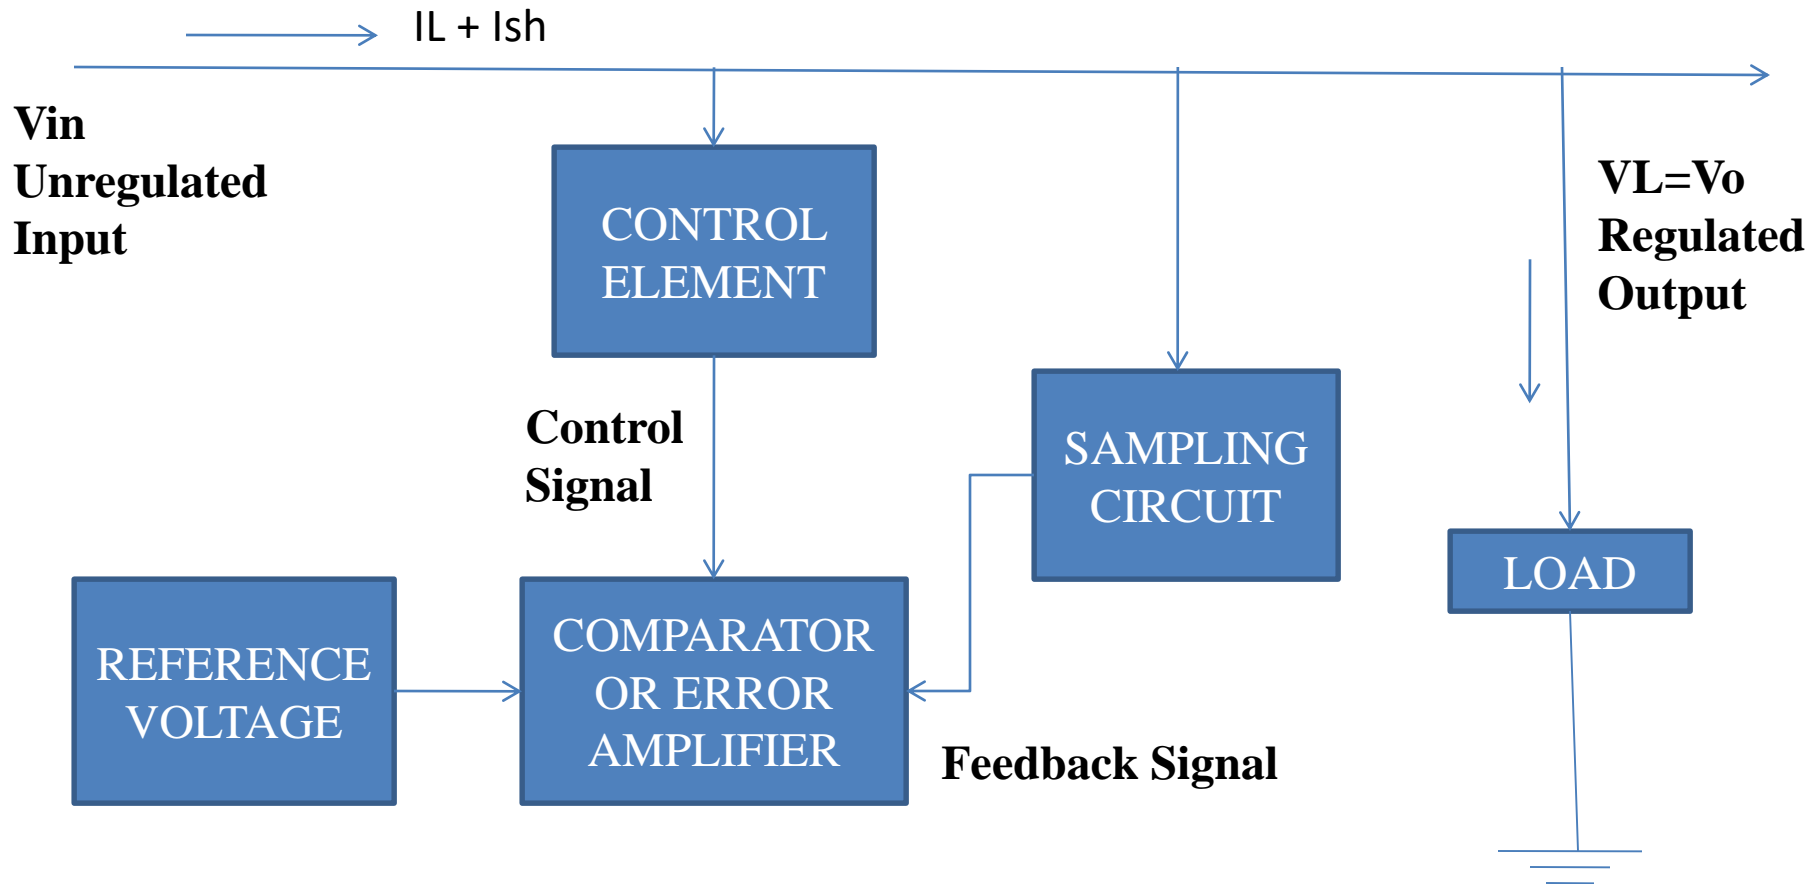 IL + Ish
Vin
Unregulated
Input
CONTROL
ELEMENT
VL=Vo
Regulated
Output
Control
Signal
SAMPLING
CIRCUIT
LOAD
REFERENCE
VOLTAGE
COMPARATOR
OR ERROR
AMPLIFIER
Feedback Signal